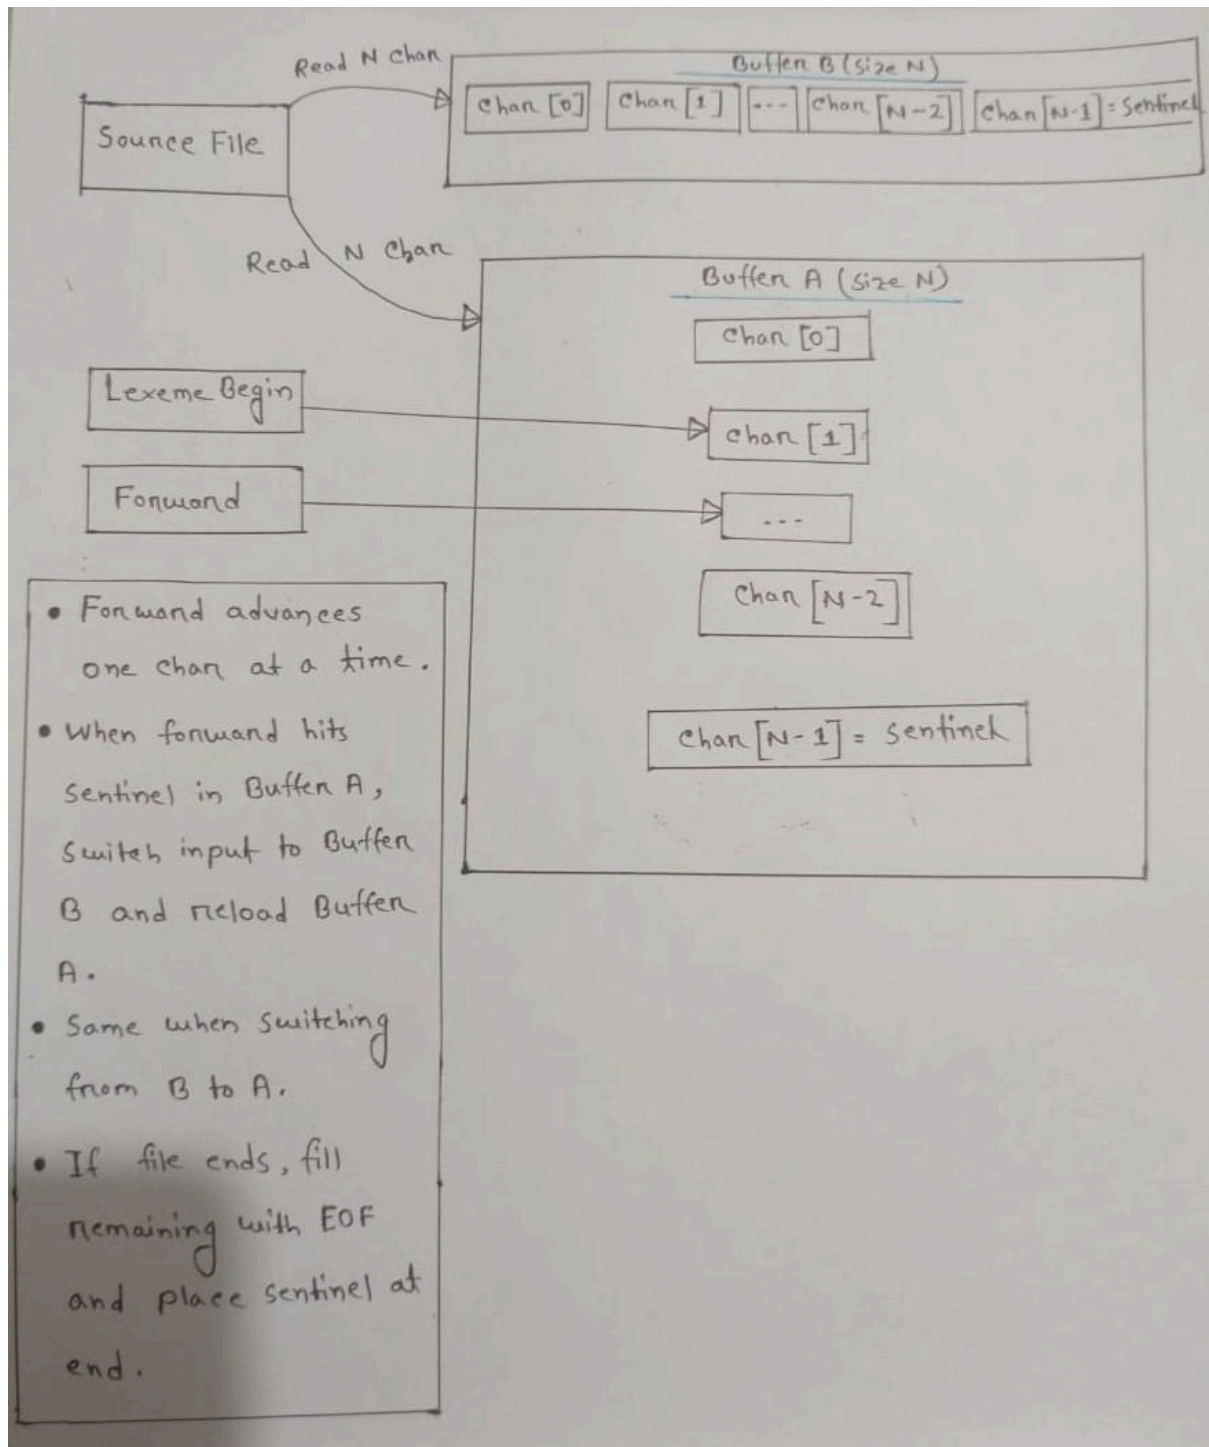 Read N Char
Buffer B (Size N)
Char [0] Char [1] --- Char [N-2] Char [N-1] = Sentinel
Source File
Read N Char
Buffer A (Size N)
Char [0]
Lexeme Begin
Char [1]
Forward
---
Char [N-2]
Char [N-1] = Sentinel
• Forward advances
one char at a time.
• When forward hits
Sentinel in Buffer A,
Switch input to Buffer
B and reload Buffer
A.
• Same when switching
from B to A.
• If file ends, fill
remaining with EOF
and place sentinel at
end.